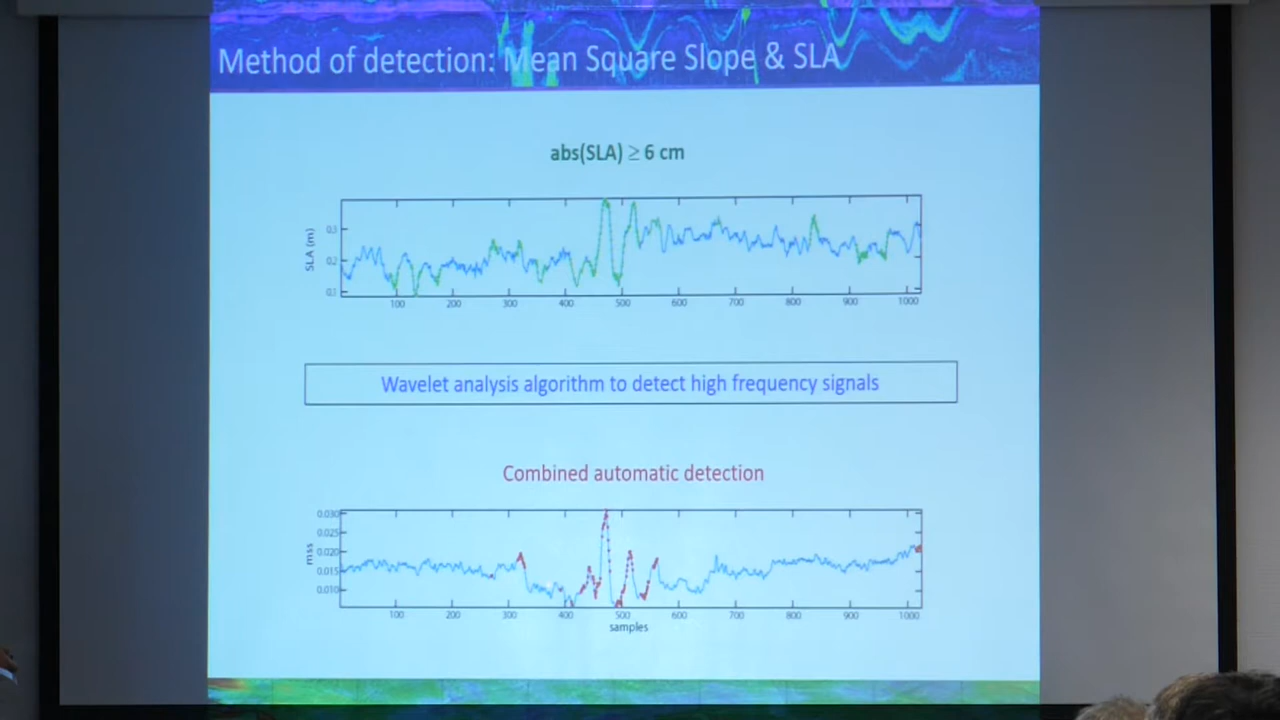 Method of detection: Mean Square Slope & SLA
abs(SLA) ≥ 6 cm
SLA (m)
0.3
0.2
0.1
100 200 300 400 500 600 700 800 900 1000
Wavelet analysis algorithm to detect high frequency signals
Combined automatic detection
mss
0.030
0.025
0.020
0.015
0.010
100 200 300 400 500 600 700 800 900 1000
samples